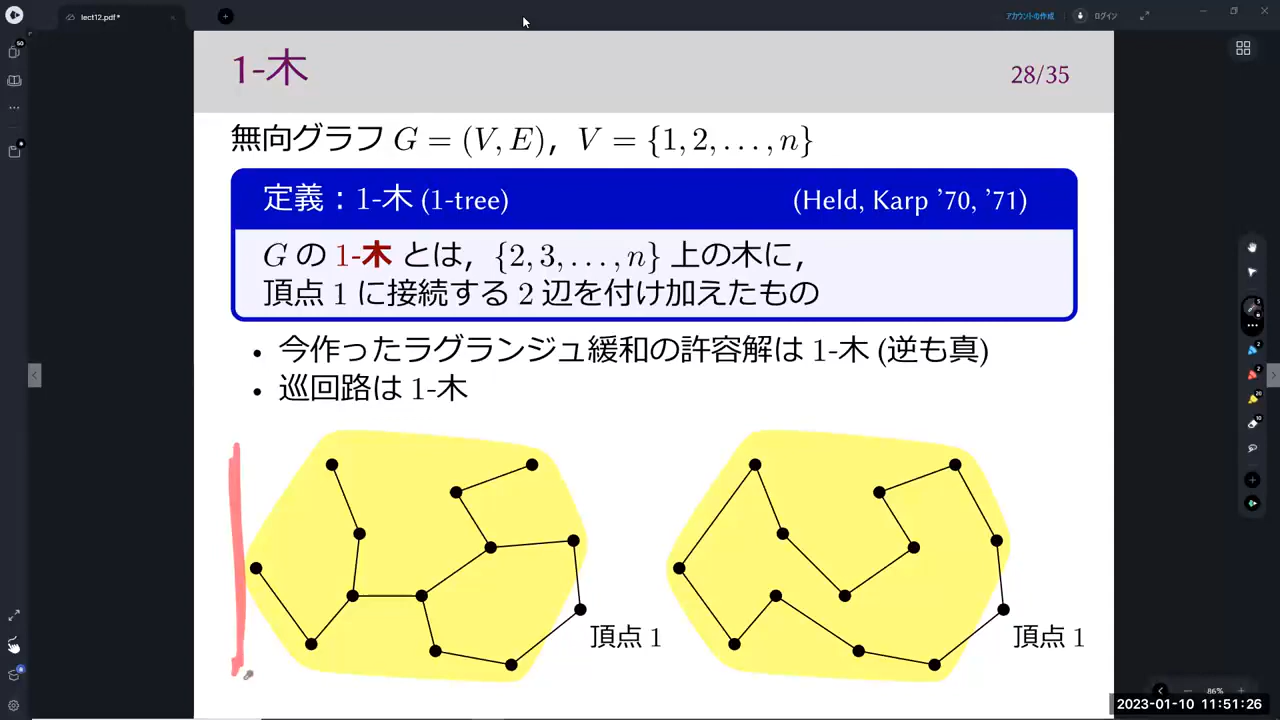 lect12.pdf*
アカウントの作成
ログイン
1-木
28/35
無向グラフ G = (V, E), V = {1, 2, . . . , n}
定義：1-木 (1-tree)
(Held, Karp ’70, ’71)
G の 1-木 とは, {2, 3, . . . , n} 上の木に,
頂点 1 に接続する 2 辺を付け加えたもの
• 今作ったラグランジュ緩和の許容解は 1-木 (逆も真)
• 巡回路は 1-木
頂点 1
頂点 1
86%
2023-01-10 11:51:26